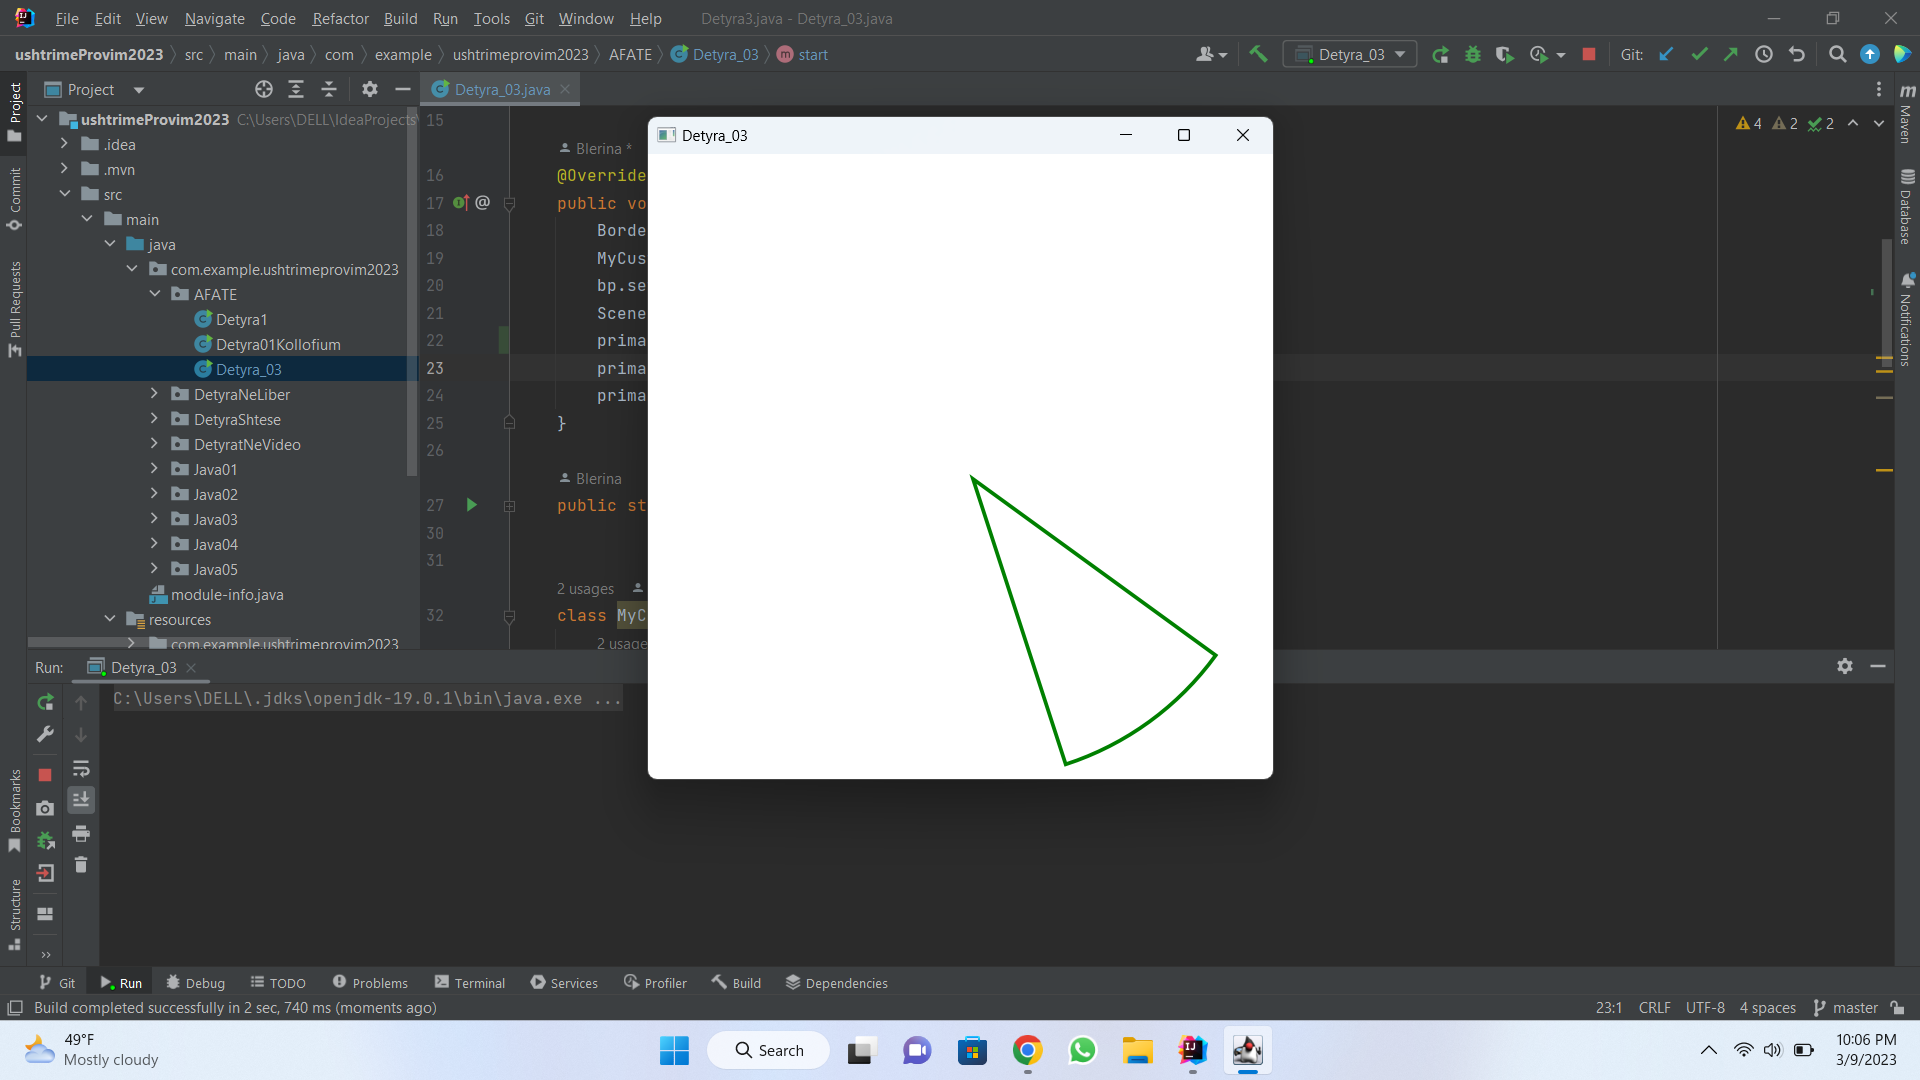 File Edit View Navigate Code Refactor Build Run Tools Git Window Help Detyra3.java - Detyra_03.java
ushtrimeProvim2023 src main java com example ushtrimeprovim2023 AFATE Detyra_03 start
Detyra_03
Git:
Project
Detyra_03.java
ushtrimeProvim2023 C:\Users\DELL\IdeaProjects\
.idea
.mvn
src
main
java
com.example.ushtrimeprovim2023
AFATE
Detyra1
Detyra01Kollofium
Detyra_03
DetyraNeLiber
DetyraShtese
DetyratNeVideo
Java01
Java02
Java03
Java04
Java05
module-info.java
resources
com.example.ushtrimeprovim2023
Project
Commit
Pull Requests
Bookmarks
Structure
15
Blerina *
16 @Override
17 public vo
18 Borde
19 MyCus
20 bp.se
21 Scene
22 prima
23 prima
24 prima
25 }
26
Blerina
27 public st
30
31
2 usages
32 class MyC
2 usage
4 2 2
Detyra_03
Maven
Database
Notifications
Run: Detyra_03
C:\Users\DELL\.jdks\openjdk-19.0.1\bin\java.exe ...
Git Run Debug TODO Problems Terminal Services Profiler Build Dependencies
Build completed successfully in 2 sec, 740 ms (moments ago)
23:1 CRLF UTF-8 4 spaces master
49°F
Mostly cloudy
Search
10:06 PM
3/9/2023